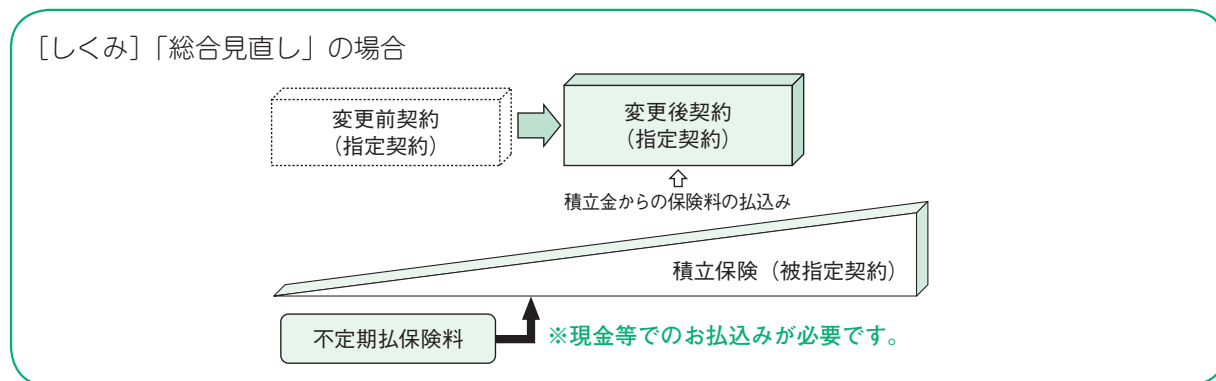 ［しくみ］「総合見直し」の場合
変更前契約
（指定契約）
変更後契約
（指定契約）
積立金からの保険料の払込み
積立保険（被指定契約）
不定期払保険料
※現金等でのお払込みが必要です。